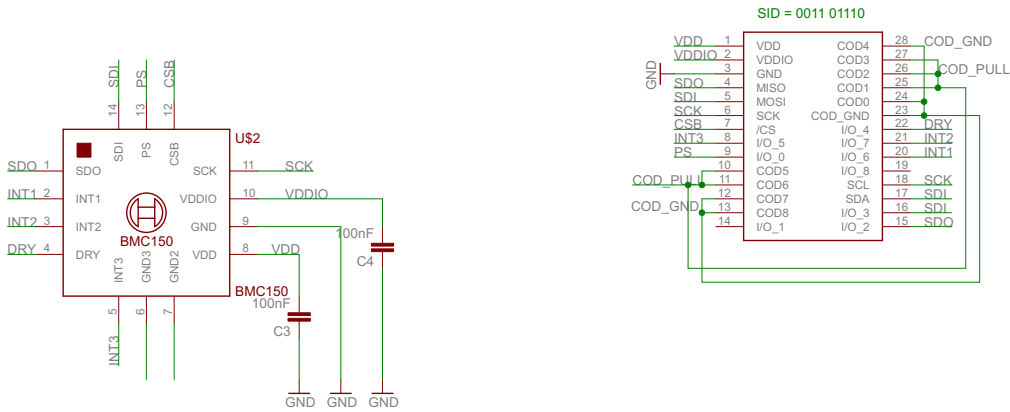 SID = 0011 01110
SDI
PS
CSB
14
13
12
U$2
SDI
PS
CSB
SDO 1 SDO
SCK 11 SCK
INT1 2 INT1
VDDIO 10 VDDIO
INT2 3 INT2
GND 9
BMC150
DRY 4 DRY
VDD 8 VDD
INT3
GND3
GND2
BMC150
5
6
7
INT3
100nF
C4
100nF
C3
GND
GND
GND
VDD 1 VDD
VDDIO 2 VDDIO
GND 3 GND
SDO 4 MISO
SDI 5 MOSI
SCK 6 SCK
CSB 7 /CS
INT3 8 I/O_5
PS 9 I/O_0
10 COD5
COD_PULL 11 COD6
12 COD7
COD_GND 13 COD8
14 I/O_1
COD4 28 COD_GND
COD3 27
COD2 26 COD_PULL
COD1 25
COD0 24
COD_GND 23
I/O_4 22 DRY
I/O_7 21 INT2
I/O_6 20 INT1
I/O_8 19
SCL 18 SCK
SDA 17 SDI
I/O_3 16 SDI
I/O_2 15 SDO